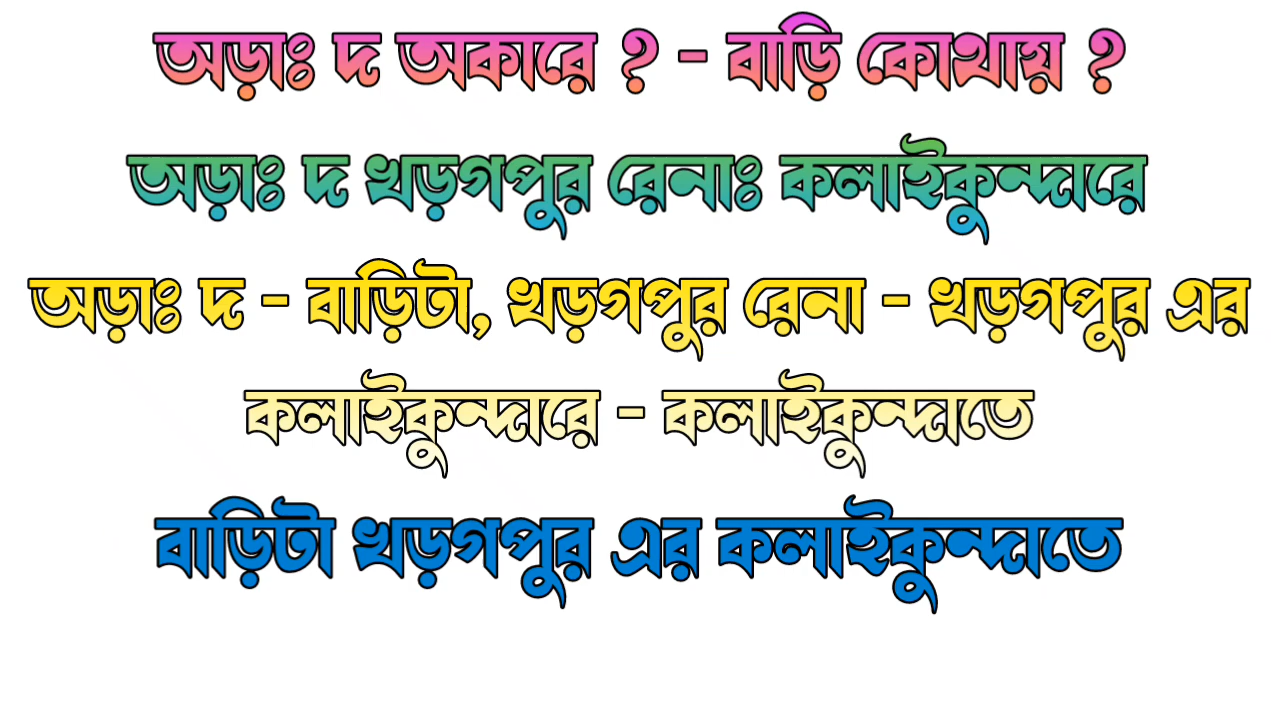 অড়াঃ দ অকারে ? - বাড়ি কোথায় ?
অড়াঃ দ খড়গপুর রেনাঃ কলাইকুন্দারে
অড়াঃ দ - বাড়িটা, খড়গপুর রেনা - খড়গপুর এর
কলাইকুন্দারে - কলাইকুন্দাতে
বাড়িটা খড়গপুর এর কলাইকুন্দাতে